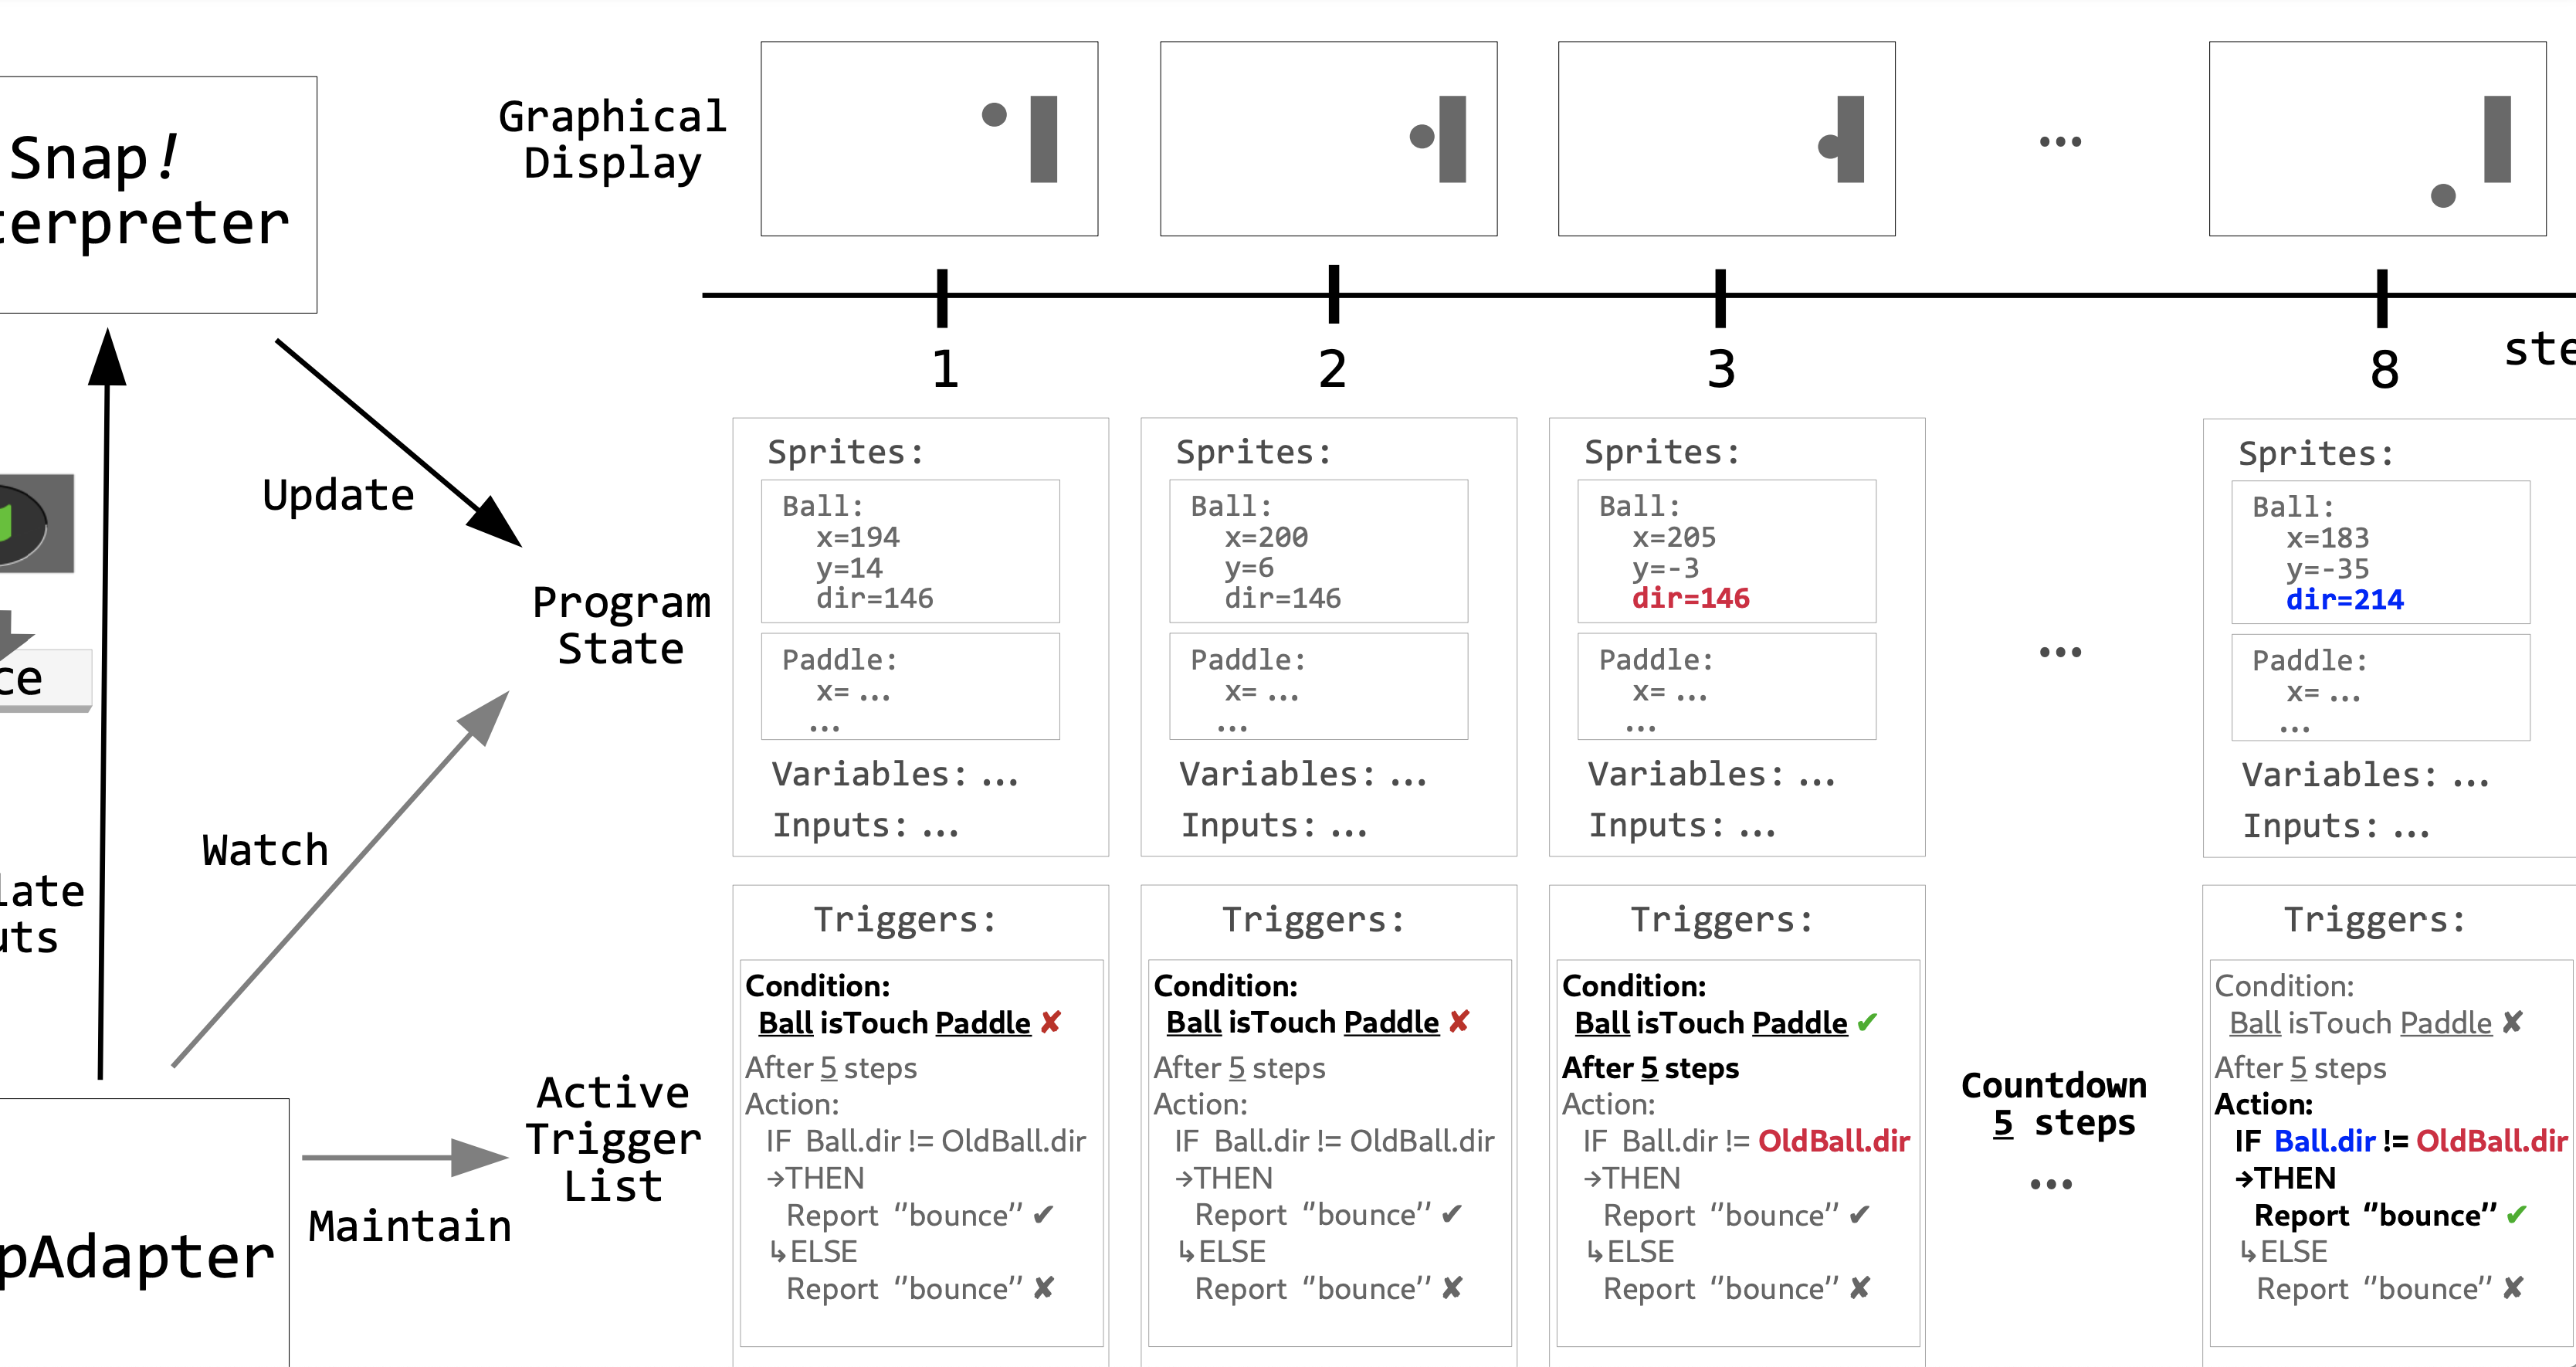 Snap!
terpreter
Update
Watch
late
uts
ce
pAdapter
Maintain
Graphical
Display
...
1
2
3
8
ste
Program
State
Sprites:
Ball:
x=194
y=14
dir=146
Paddle:
x= ...
...
Variables: ...
Inputs: ...
Sprites:
Ball:
x=200
y=6
dir=146
Paddle:
x= ...
...
Variables: ...
Inputs: ...
Sprites:
Ball:
x=205
y=-3
dir=146
Paddle:
x= ...
...
Variables: ...
Inputs: ...
...
Sprites:
Ball:
x=183
y=-35
dir=214
Paddle:
x= ...
...
Variables: ...
Inputs: ...
Active
Trigger
List
Triggers:
Condition:
Ball isTouch Paddle ✘
After 5 steps
Action:
IF Ball.dir != OldBall.dir
→THEN
Report ”bounce” ✔
↳ELSE
Report ”bounce” ✘
Triggers:
Condition:
Ball isTouch Paddle ✘
After 5 steps
Action:
IF Ball.dir != OldBall.dir
→THEN
Report ”bounce” ✔
↳ELSE
Report ”bounce” ✘
Triggers:
Condition:
Ball isTouch Paddle ✔
After 5 steps
Action:
IF Ball.dir != OldBall.dir
→THEN
Report ”bounce” ✔
↳ELSE
Report ”bounce” ✘
Countdown
5 steps
...
Triggers:
Condition:
Ball isTouch Paddle ✘
After 5 steps
Action:
IF Ball.dir != OldBall.dir
→THEN
Report ”bounce” ✔
↳ELSE
Report ”bounce” ✘